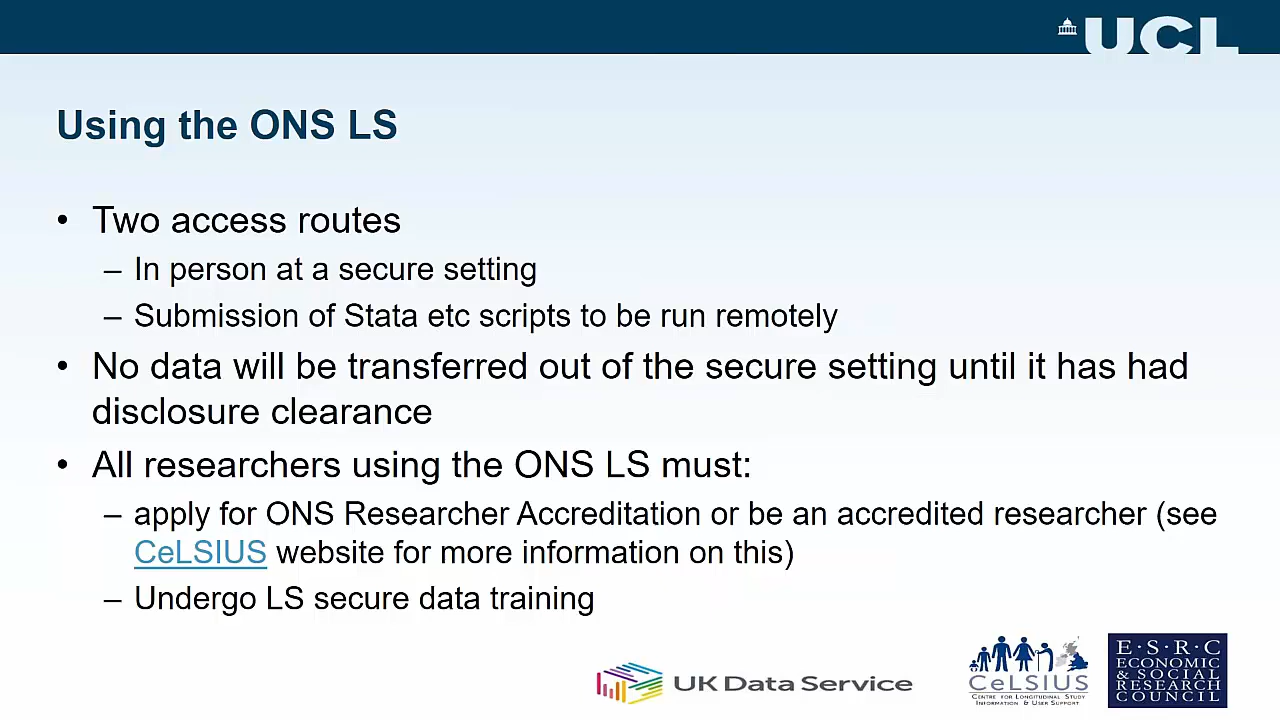 UCL
Using the ONS LS
• Two access routes
– In person at a secure setting
– Submission of Stata etc scripts to be run remotely
• No data will be transferred out of the secure setting until it has had
disclosure clearance
• All researchers using the ONS LS must:
– apply for ONS Researcher Accreditation or be an accredited researcher (see
CeLSIUS website for more information on this)
– Undergo LS secure data training
UK Data Service
CeLSIUS
Centre for Longitudinal Study
Information & User Support
E·S·R·C
ECONOMIC
& SOCIAL
RESEARCH
COUNCIL